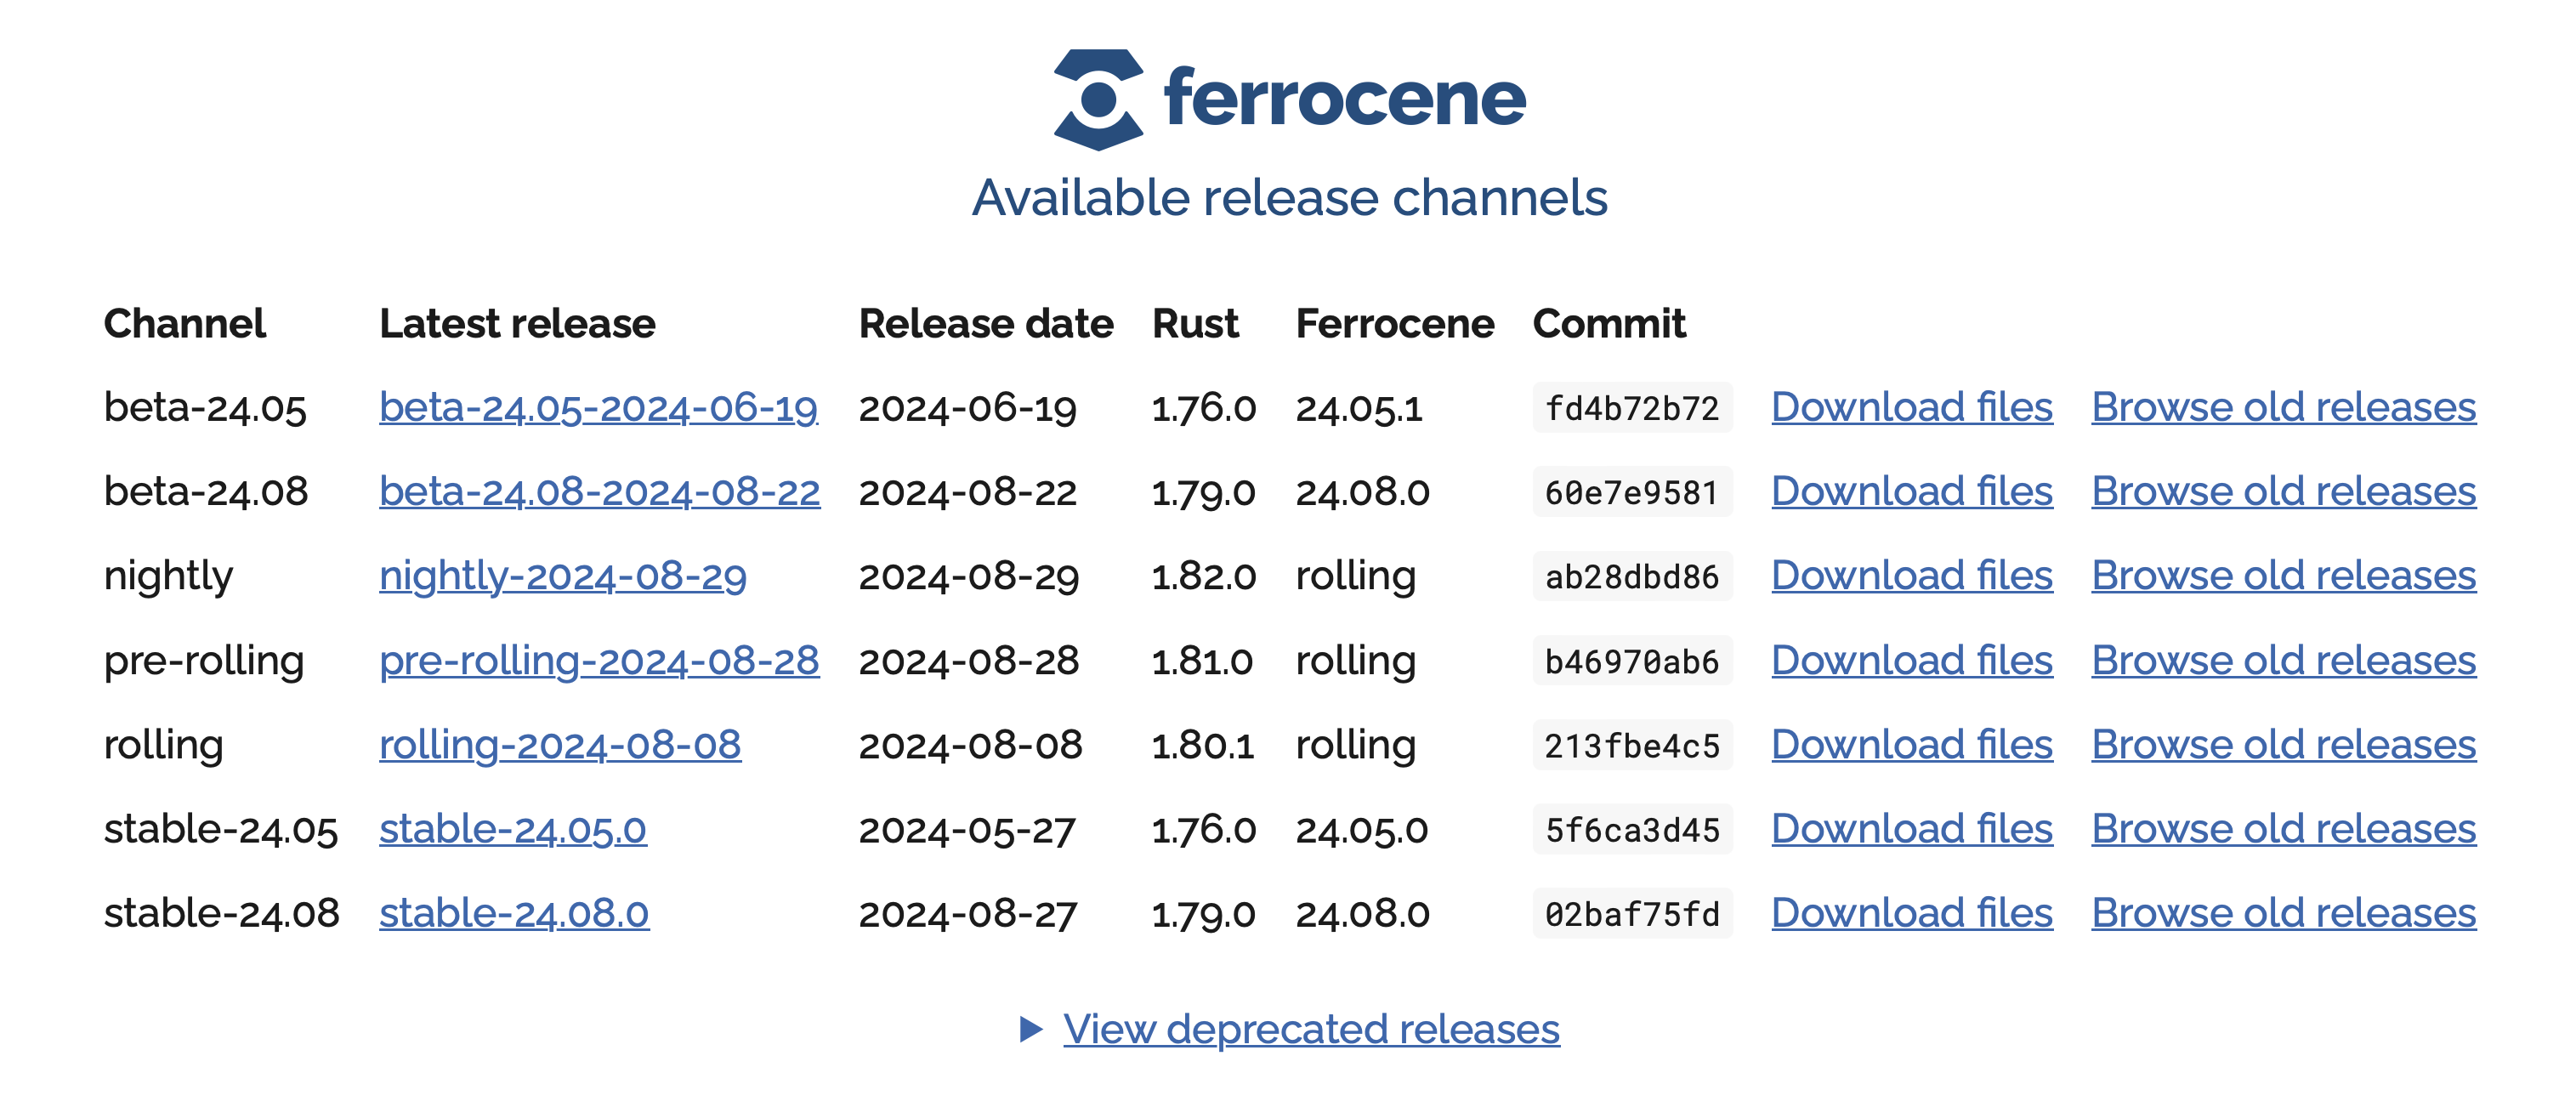 ferrocene
Available release channels
Channel Latest release Release date Rust Ferrocene Commit
beta-24.05 beta-24.05-2024-06-19 2024-06-19 1.76.0 24.05.1 fd4b72b72 Download files Browse old releases
beta-24.08 beta-24.08-2024-08-22 2024-08-22 1.79.0 24.08.0 60e7e9581 Download files Browse old releases
nightly nightly-2024-08-29 2024-08-29 1.82.0 rolling ab28dbd86 Download files Browse old releases
pre-rolling pre-rolling-2024-08-28 2024-08-28 1.81.0 rolling b46970ab6 Download files Browse old releases
rolling rolling-2024-08-08 2024-08-08 1.80.1 rolling 213fbe4c5 Download files Browse old releases
stable-24.05 stable-24.05.0 2024-05-27 1.76.0 24.05.0 5f6ca3d45 Download files Browse old releases
stable-24.08 stable-24.08.0 2024-08-27 1.79.0 24.08.0 02baf75fd Download files Browse old releases
View deprecated releases